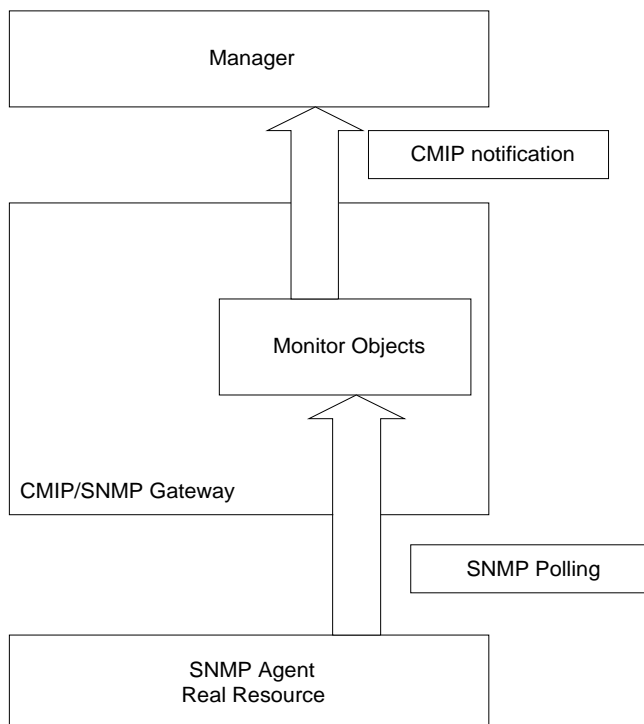 Manager
CMIP notification
Monitor Objects
CMIP/SNMP Gateway
SNMP Polling
SNMP Agent
Real Resource